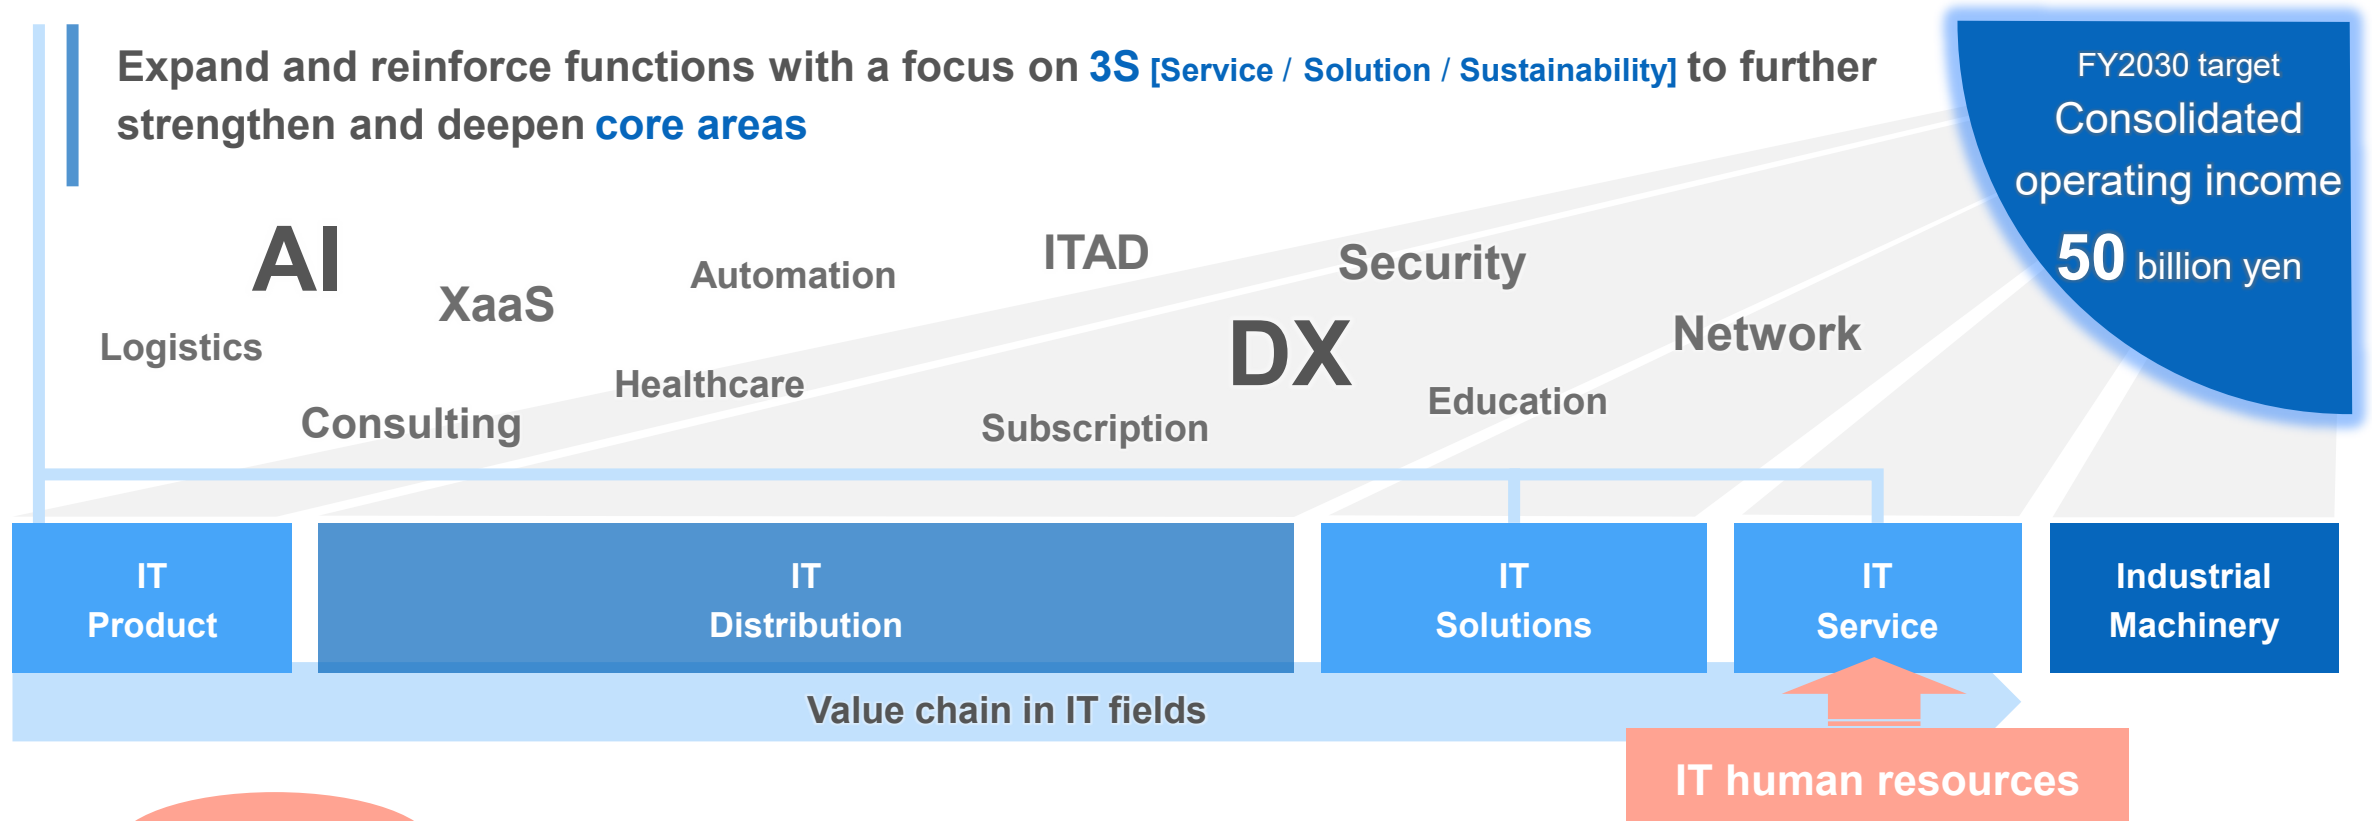 Expand and reinforce functions with a focus on 3S [Service / Solution / Sustainability] to further
strengthen and deepen core areas
FY2030 target
Consolidated
operating income
50 billion yen
AI
XaaS
Automation
ITAD
Security
Logistics
Healthcare
DX
Network
Consulting
Subscription
Education
IT
Product
IT
Distribution
IT
Solutions
IT
Service
Industrial
Machinery
Value chain in IT fields
IT human resources